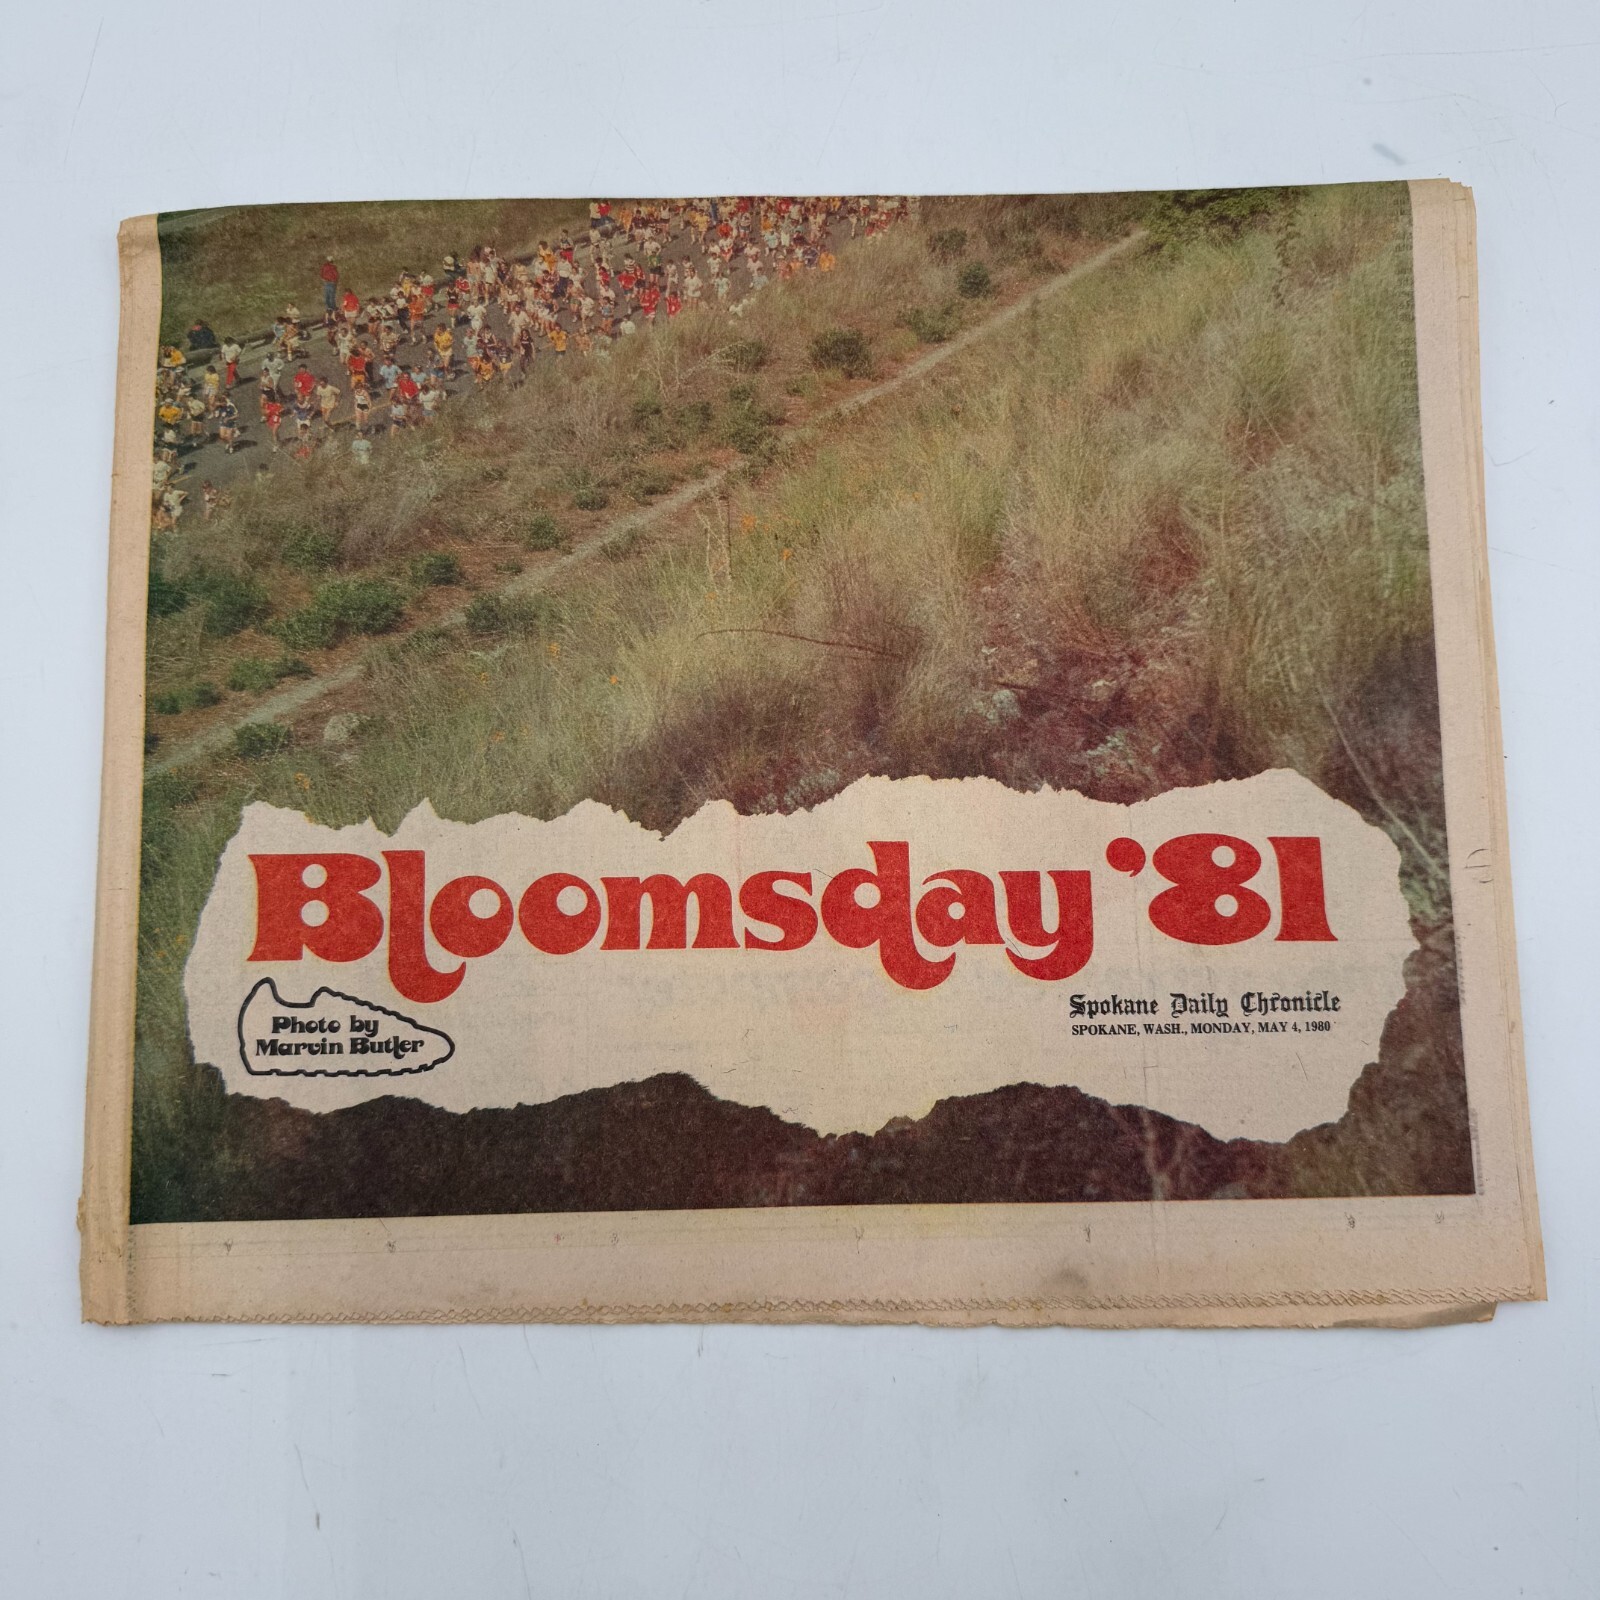 Bloomsday '81
Photo by
Marvin Butler
Spokane Daily Chronicle
SPOKANE, WASH., MONDAY, MAY 4, 1980